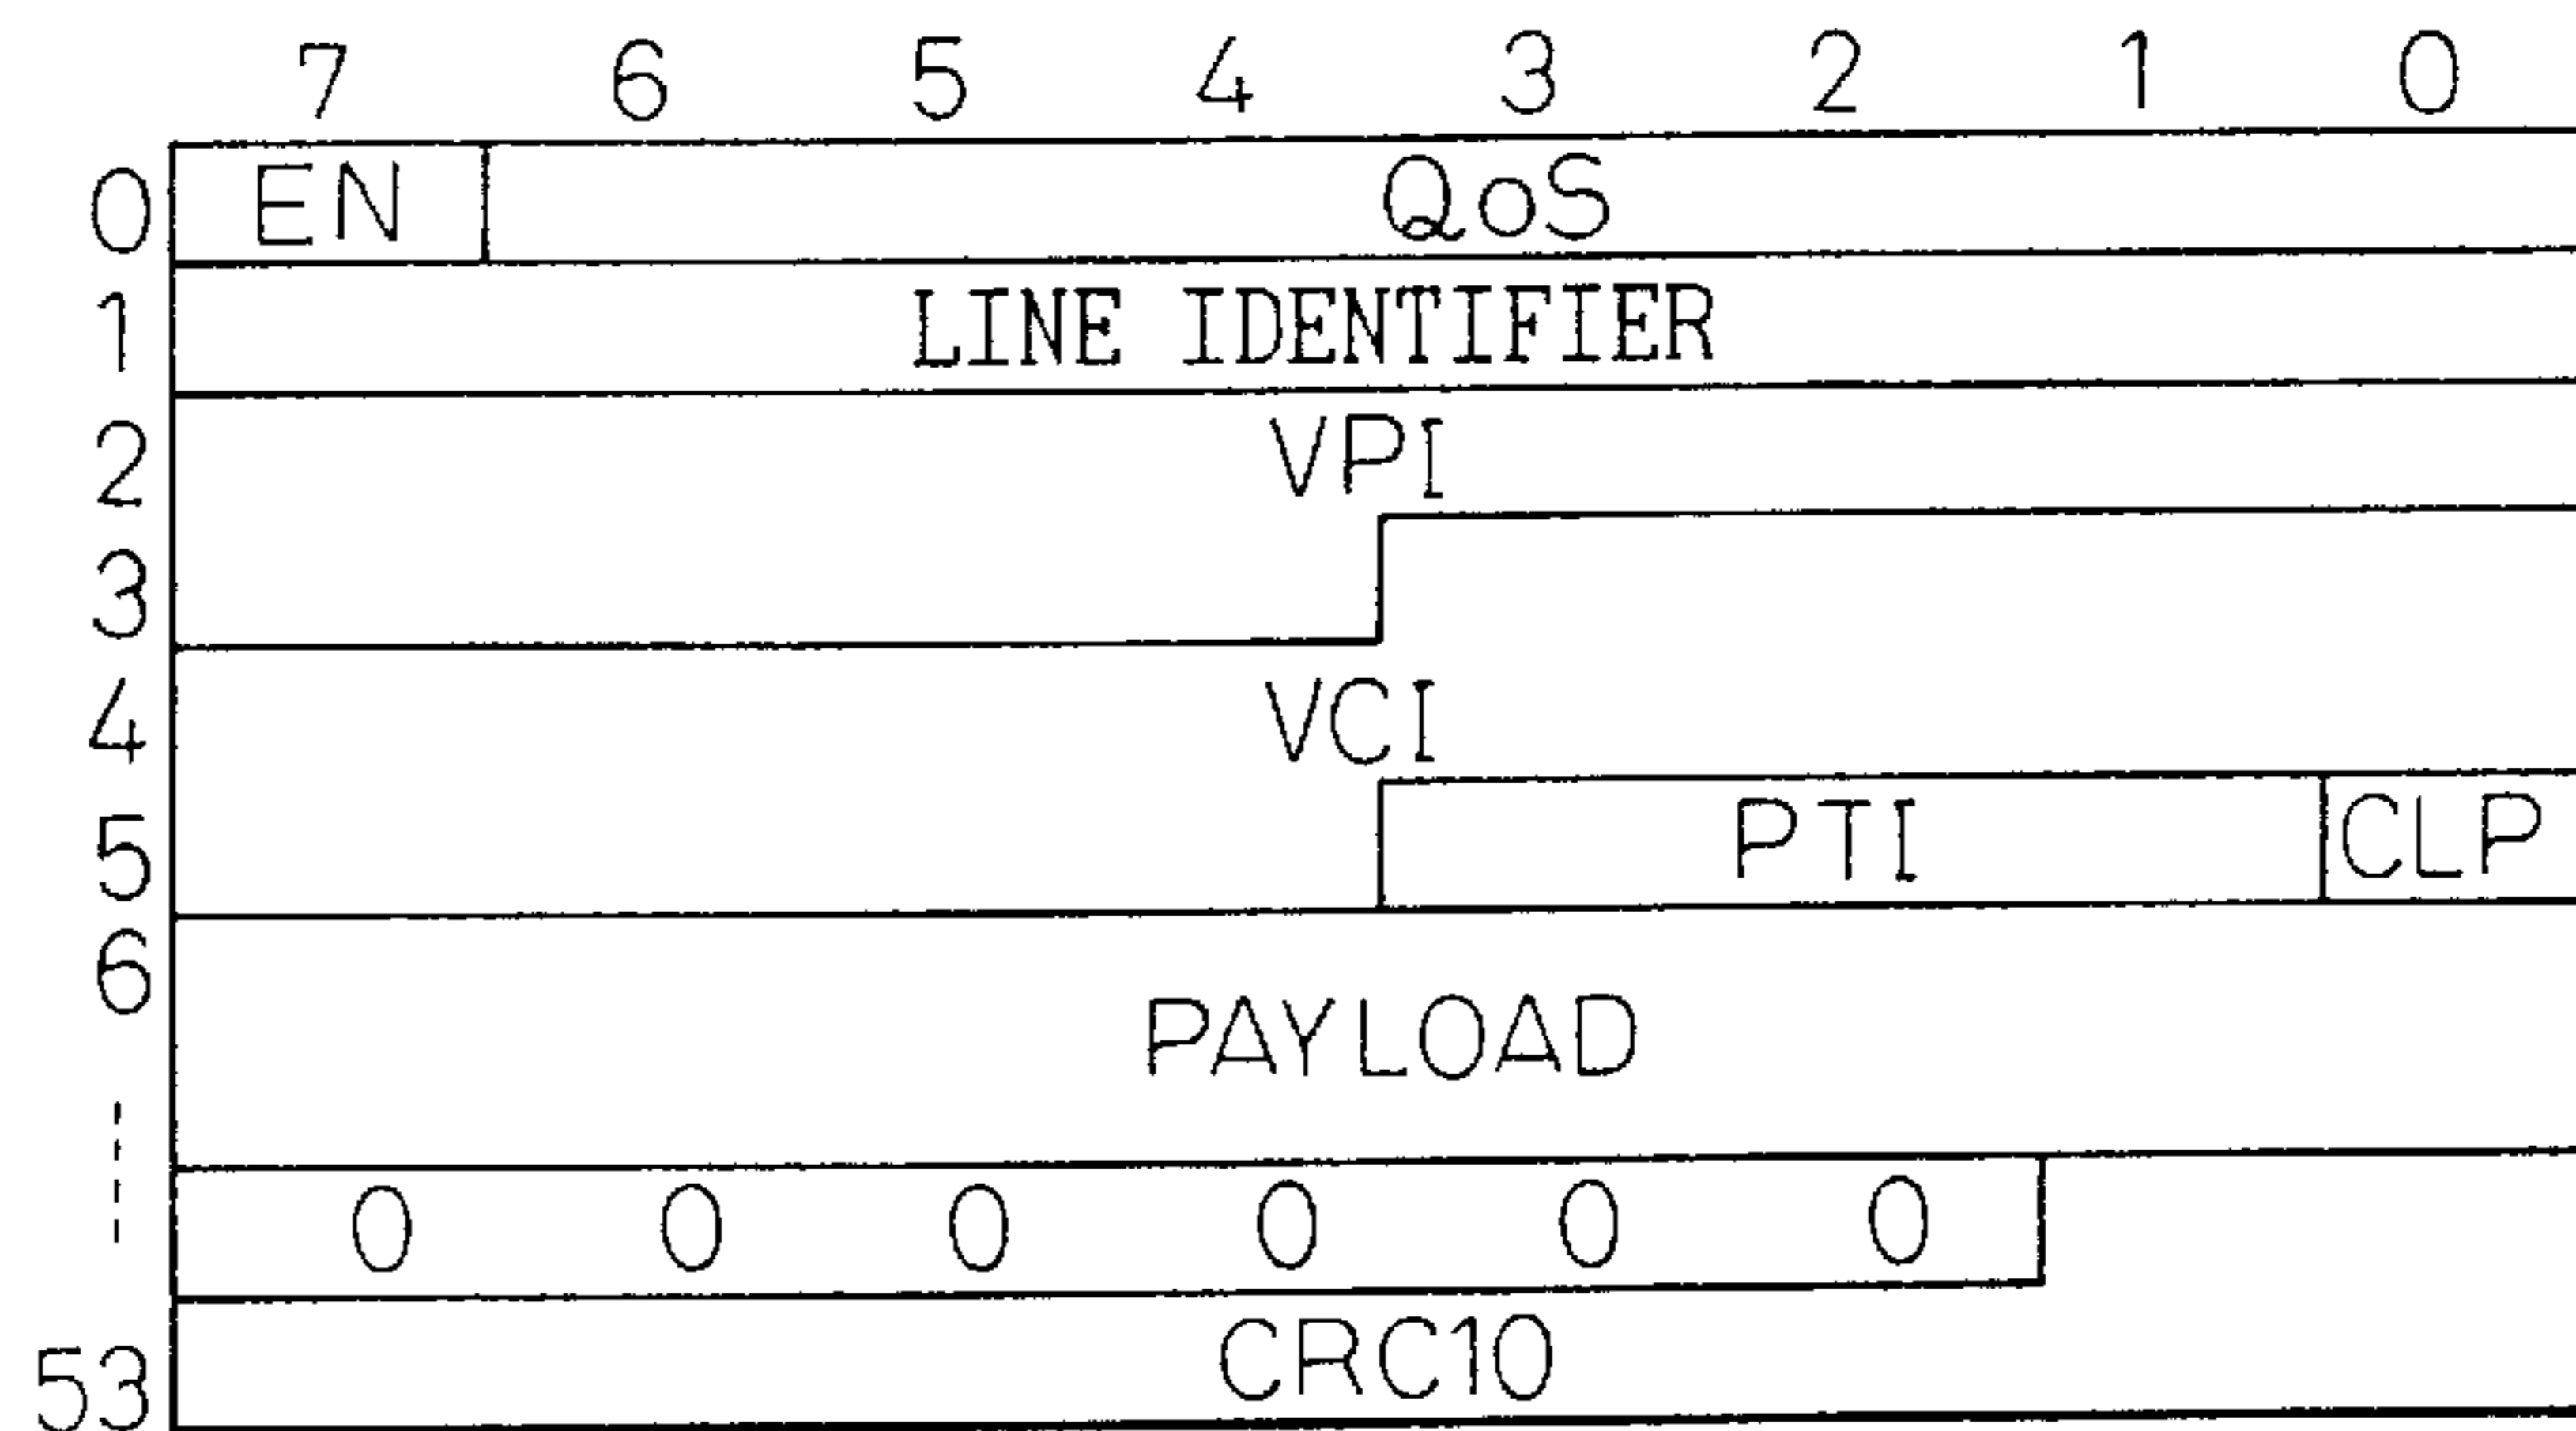 7 6 5 4 3 2 1 0
0 EN QoS
1 LINE IDENTIFIER
2 VPI
3
4 VCI
5 PTI CLP
6
PAYLOAD
0 0 0 0 0 0
53 CRC10